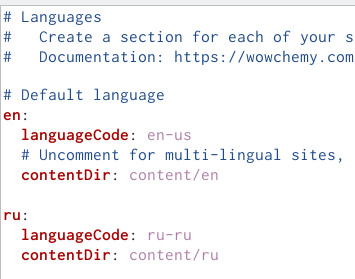 # Languages
#   Create a section for each of your s
#   Documentation: https://wowchemy.com

# Default language
en:
  languageCode: en-us
  # Uncomment for multi-lingual sites,
  contentDir: content/en

ru:
  languageCode: ru-ru
  contentDir: content/ru